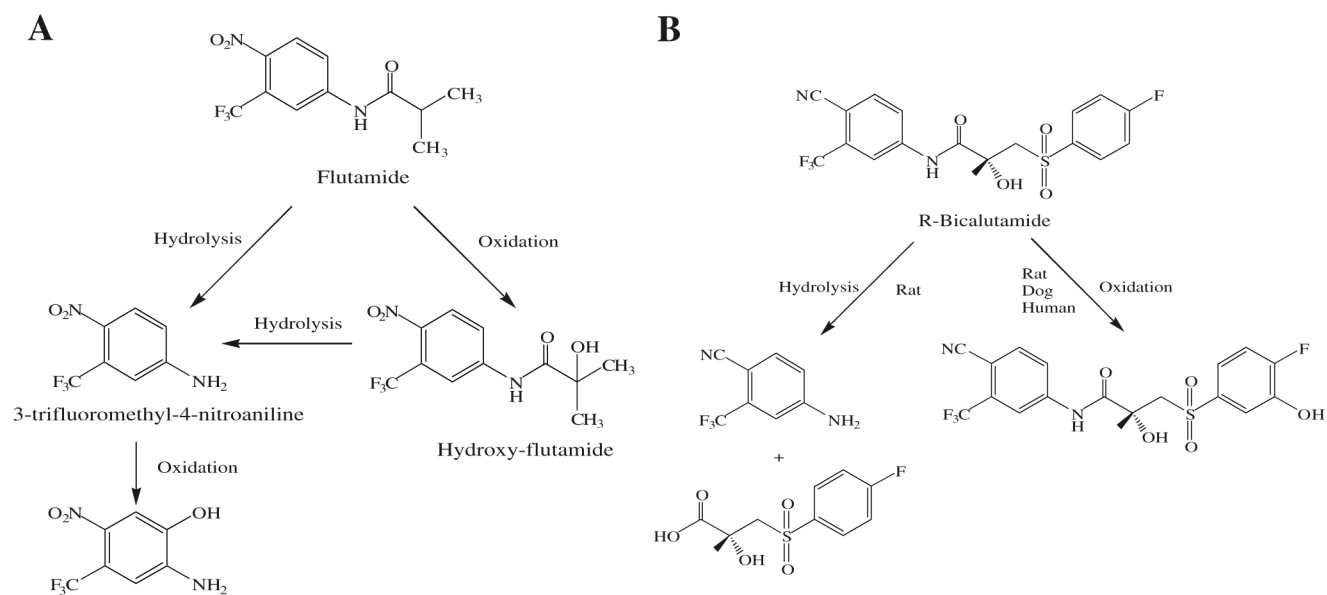 A
O₂N
F₃C
N
H
O
CH₃
CH₃
Flutamide
Hydrolysis
Oxidation
O₂N
F₃C
NH₂
3-trifluoromethyl-4-nitroaniline
Hydrolysis
O₂N
F₃C
N
H
O
OH
CH₃
CH₃
Hydroxy-flutamide
Oxidation
O₂N
OH
F₃C
NH₂
B
NC
F₃C
N
H
O
OH
O
S
O
F
R-Bicalutamide
Hydrolysis
Rat
Rat
Dog
Human
Oxidation
NC
F₃C
NH₂
+
O
HO
OH
O
S
O
F
NC
F₃C
N
H
O
OH
O
S
O
F
OH